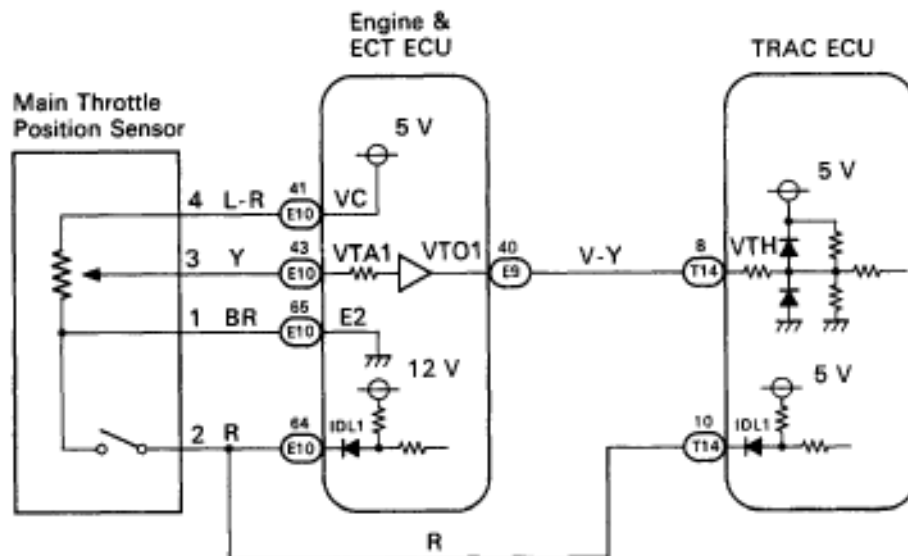 Engine &
ECT ECU
TRAC ECU
Main Throttle
Position Sensor
5 V
5 V
4 L-R 41 E10 VC
3 Y 43 E10 VTA1 VTO1 40 E9 V-Y 8 T14 VTH
1 BR 65 E10 E2
12 V
5 V
2 R 64 E10 IDL1 10 T14 IDL1
R